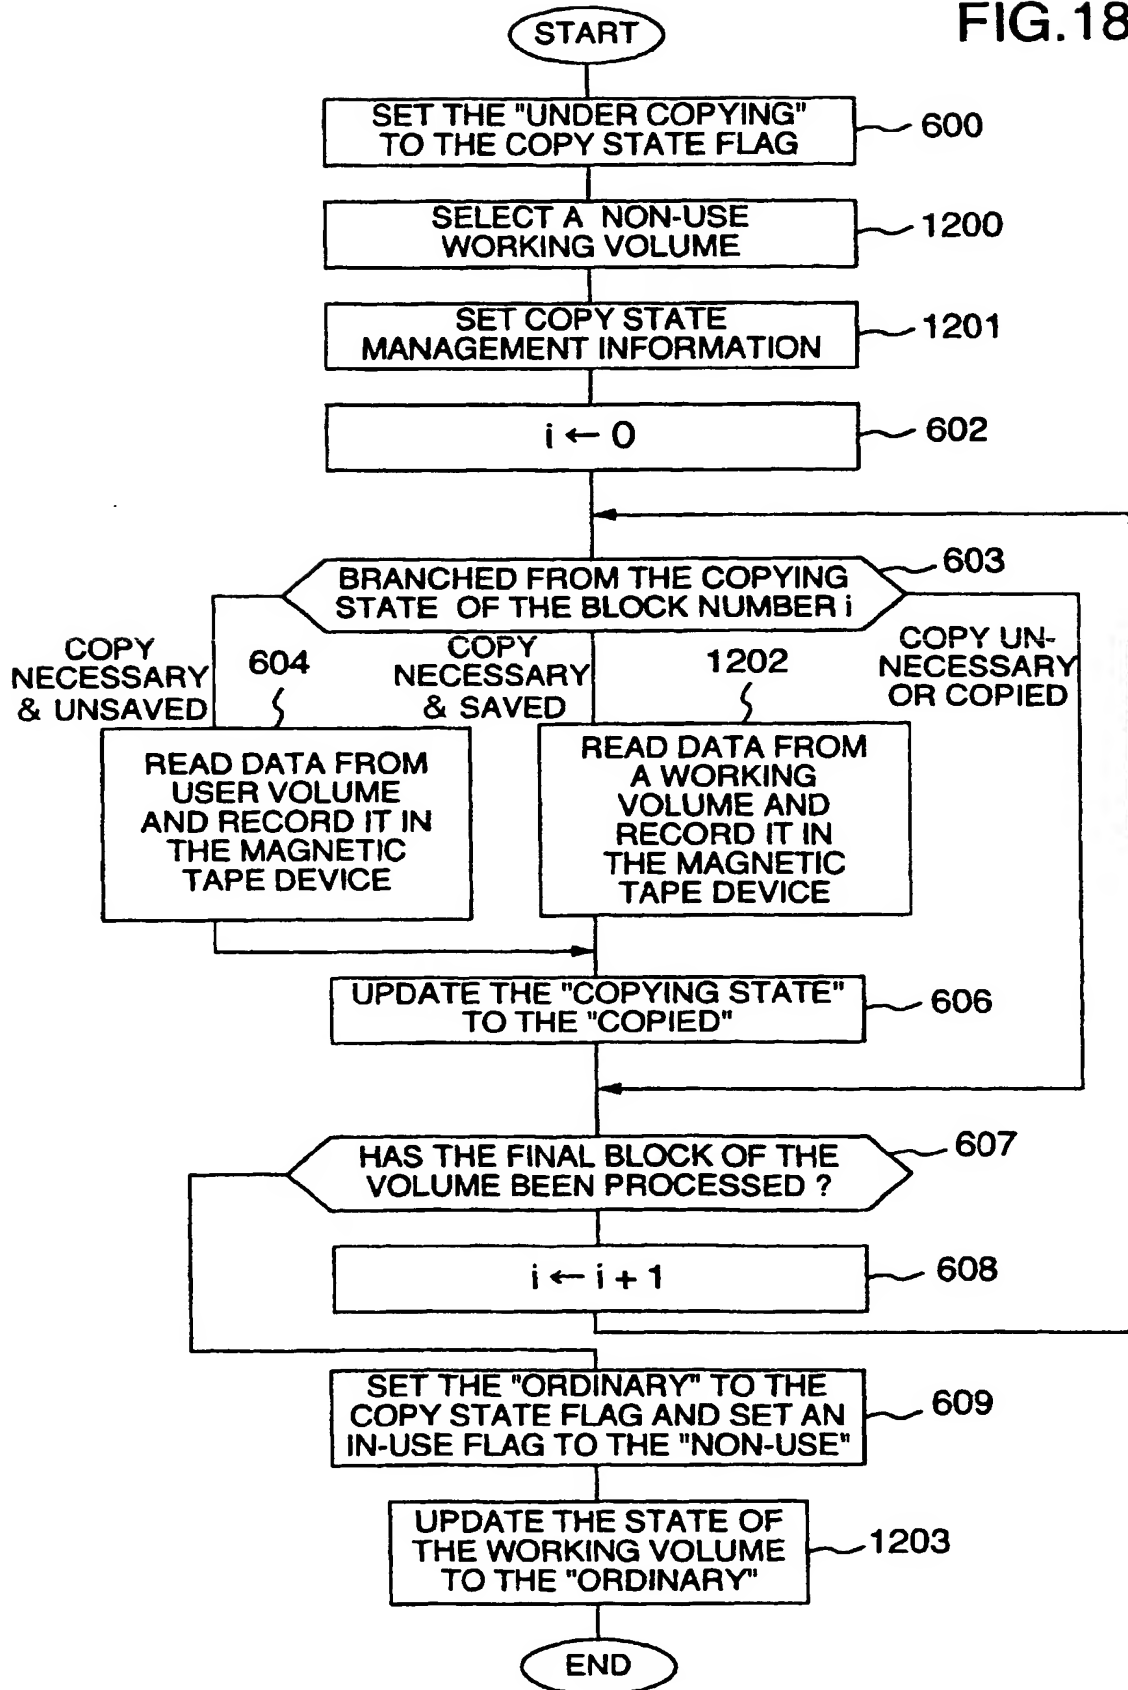 FIG.18
START
SET THE "UNDER COPYING"
TO THE COPY STATE FLAG
600
SELECT A NON-USE
WORKING VOLUME
1200
SET COPY STATE
MANAGEMENT INFORMATION
1201
i ← 0
602
BRANCHED FROM THE COPYING
STATE OF THE BLOCK NUMBER i
603
COPY
NECESSARY
& UNSAVED
604
COPY
NECESSARY
& SAVED
1202
COPY UN-
NECESSARY
OR COPIED
READ DATA FROM
USER VOLUME
AND RECORD IT IN
THE MAGNETIC
TAPE DEVICE
READ DATA FROM
A WORKING
VOLUME AND
RECORD IT IN
THE MAGNETIC
TAPE DEVICE
UPDATE THE "COPYING STATE"
TO THE "COPIED"
606
HAS THE FINAL BLOCK OF THE
VOLUME BEEN PROCESSED ?
607
i ← i + 1
608
SET THE "ORDINARY" TO THE
COPY STATE FLAG AND SET AN
IN-USE FLAG TO THE "NON-USE"
609
UPDATE THE STATE OF
THE WORKING VOLUME
TO THE "ORDINARY"
1203
END